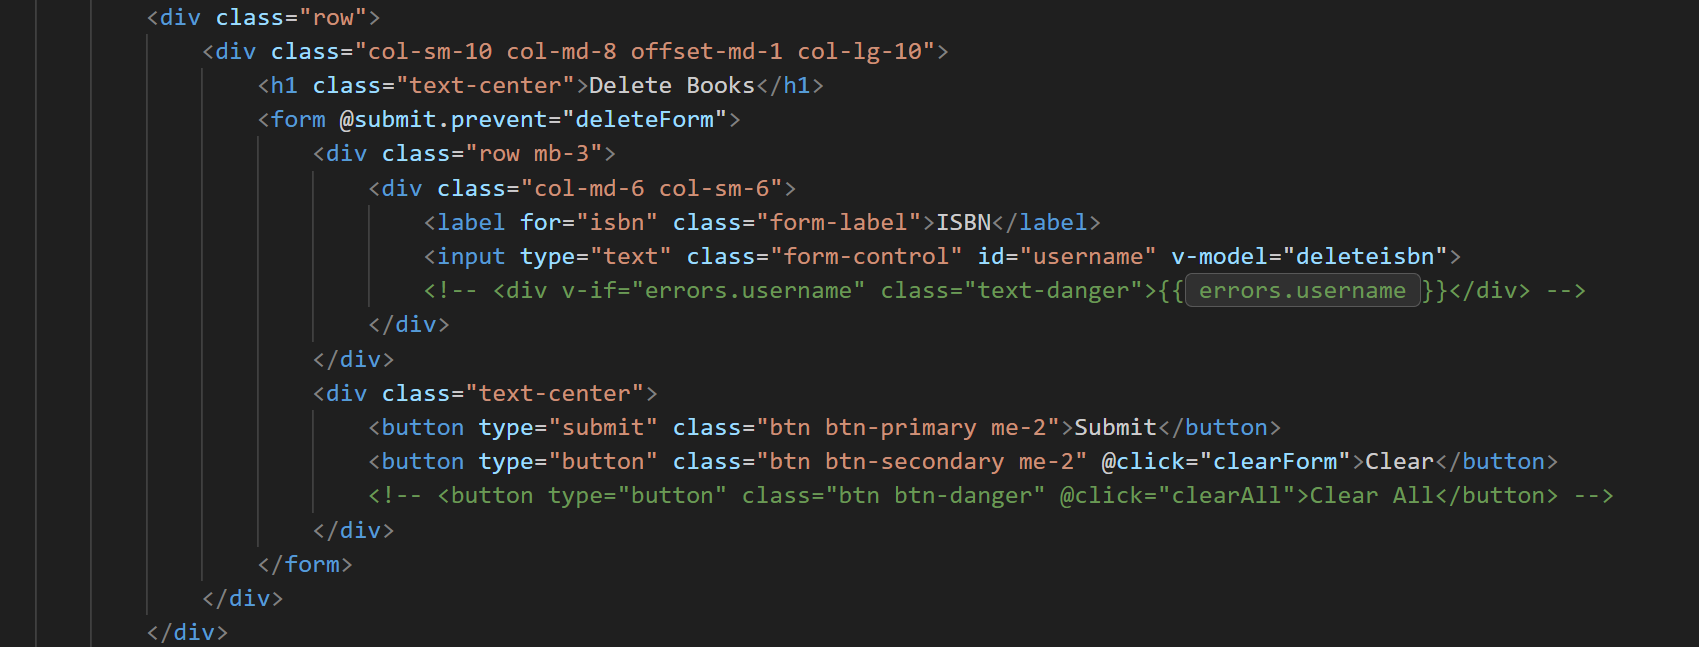 <div class="row">
<div class="col-sm-10 col-md-8 offset-md-1 col-lg-10">
<h1 class="text-center">Delete Books</h1>
<form @submit.prevent="deleteForm">
<div class="row mb-3">
<div class="col-md-6 col-sm-6">
<label for="isbn" class="form-label">ISBN</label>
<input type="text" class="form-control" id="username" v-model="deleteisbn">
<!-- <div v-if="errors.username" class="text-danger">{{ errors.username }}</div> -->
</div>
</div>
<div class="text-center">
<button type="submit" class="btn btn-primary me-2">Submit</button>
<button type="button" class="btn btn-secondary me-2" @click="clearForm">Clear</button>
<!-- <button type="button" class="btn btn-danger" @click="clearAll">Clear All</button> -->
</div>
</form>
</div>
</div>